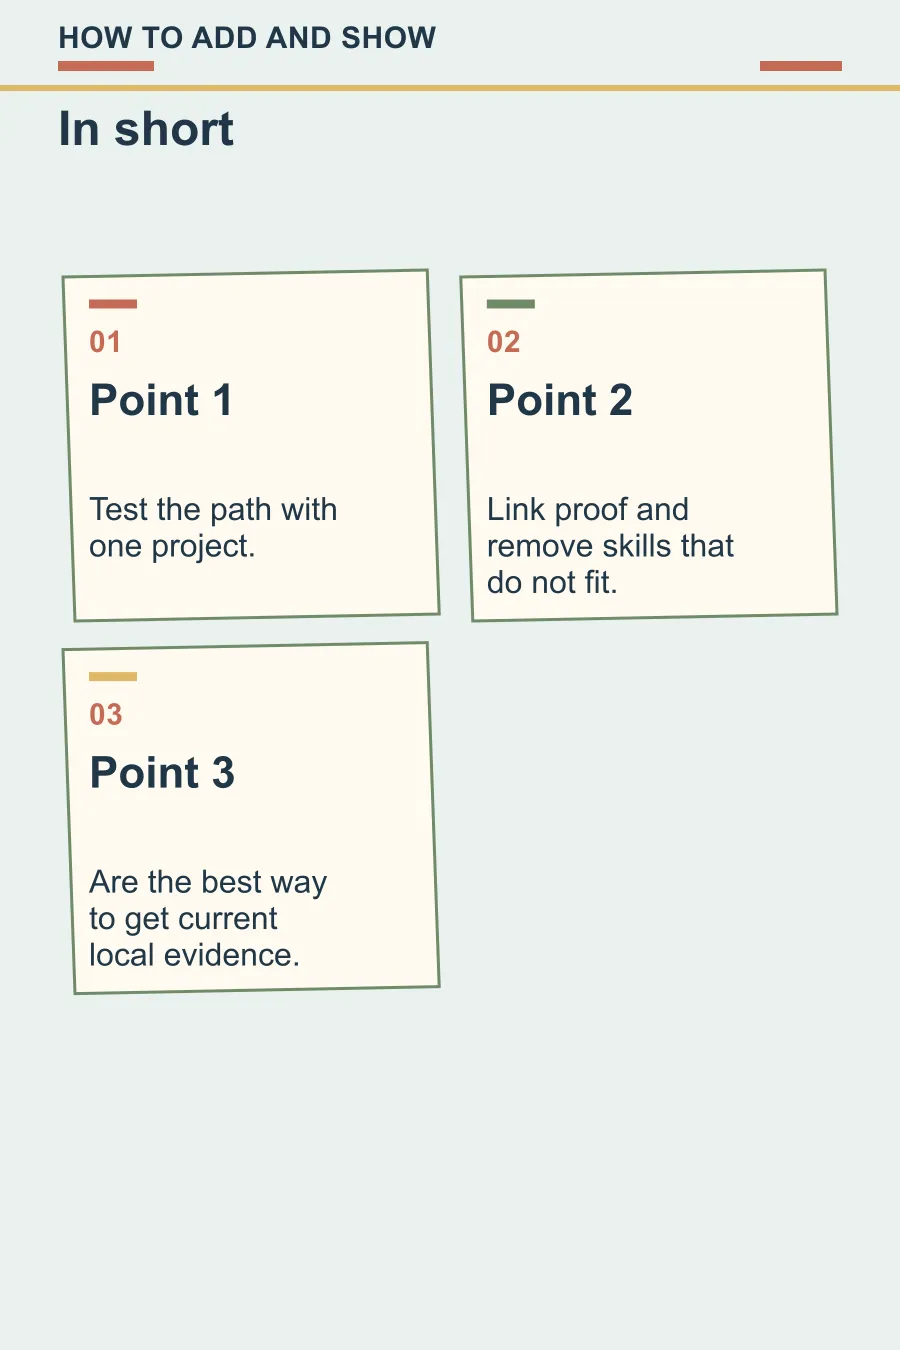 HOW TO ADD AND SHOW
In short
01
Point 1
Test the path with
one project.
02
Point 2
Link proof and
remove skills that
do not fit.
03
Point 3
Are the best way
to get current
local evidence.